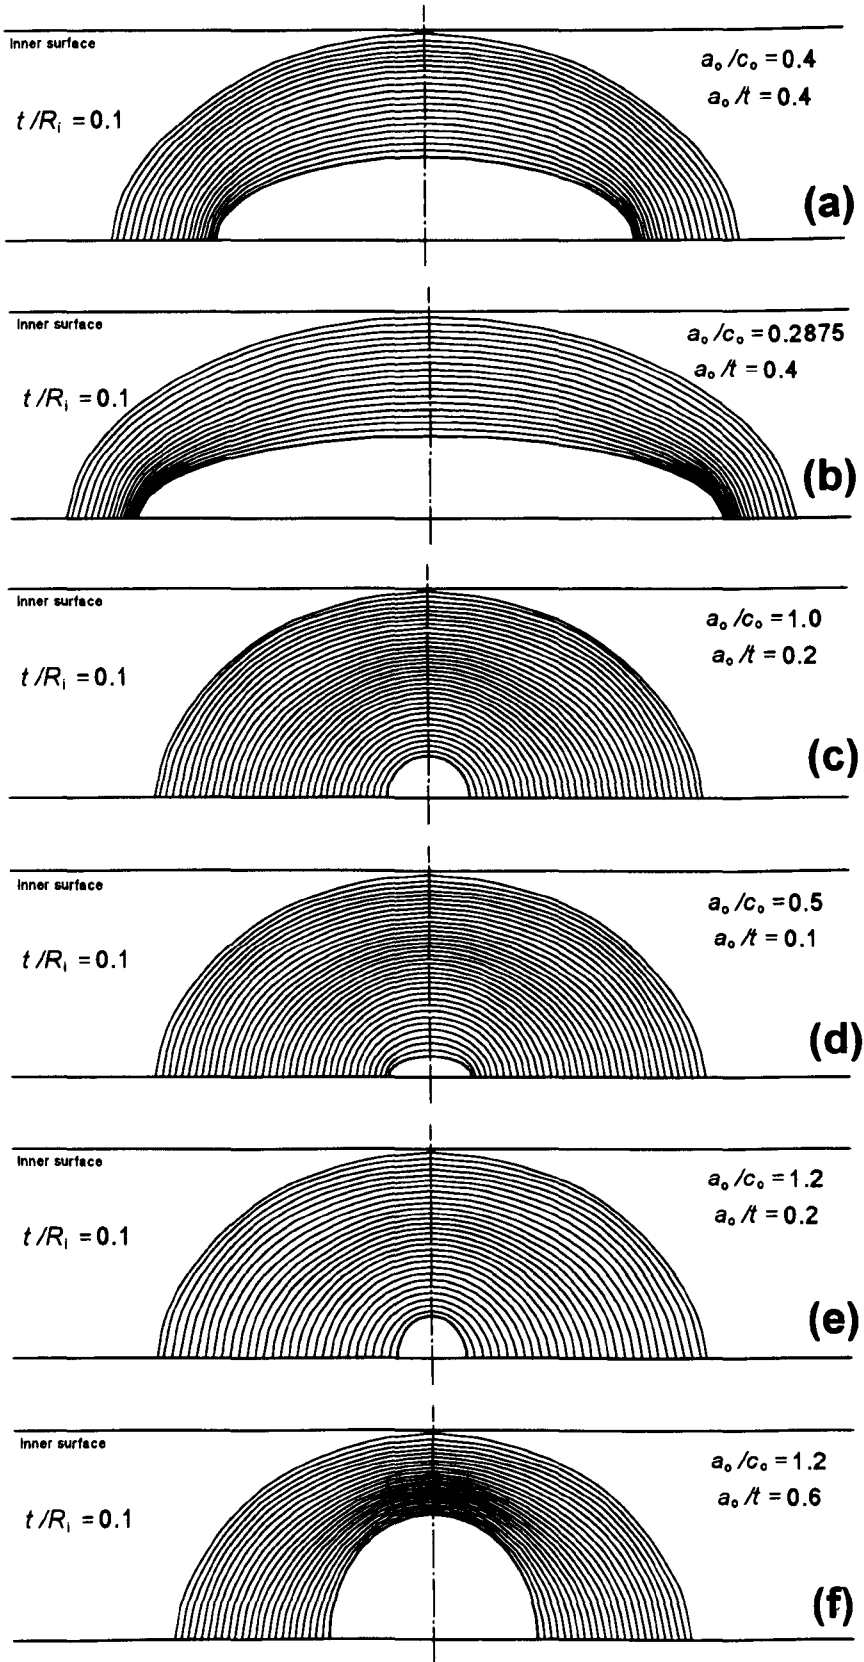 Inner surface
aₒ/cₒ = 0.4
aₒ/t = 0.4
t/Rᵢ = 0.1
(a)
Inner surface
aₒ/cₒ = 0.2875
aₒ/t = 0.4
t/Rᵢ = 0.1
(b)
Inner surface
aₒ/cₒ = 1.0
aₒ/t = 0.2
t/Rᵢ = 0.1
(c)
Inner surface
aₒ/cₒ = 0.5
aₒ/t = 0.1
t/Rᵢ = 0.1
(d)
Inner surface
aₒ/cₒ = 1.2
aₒ/t = 0.2
t/Rᵢ = 0.1
(e)
Inner surface
aₒ/cₒ = 1.2
aₒ/t = 0.6
t/Rᵢ = 0.1
(f)